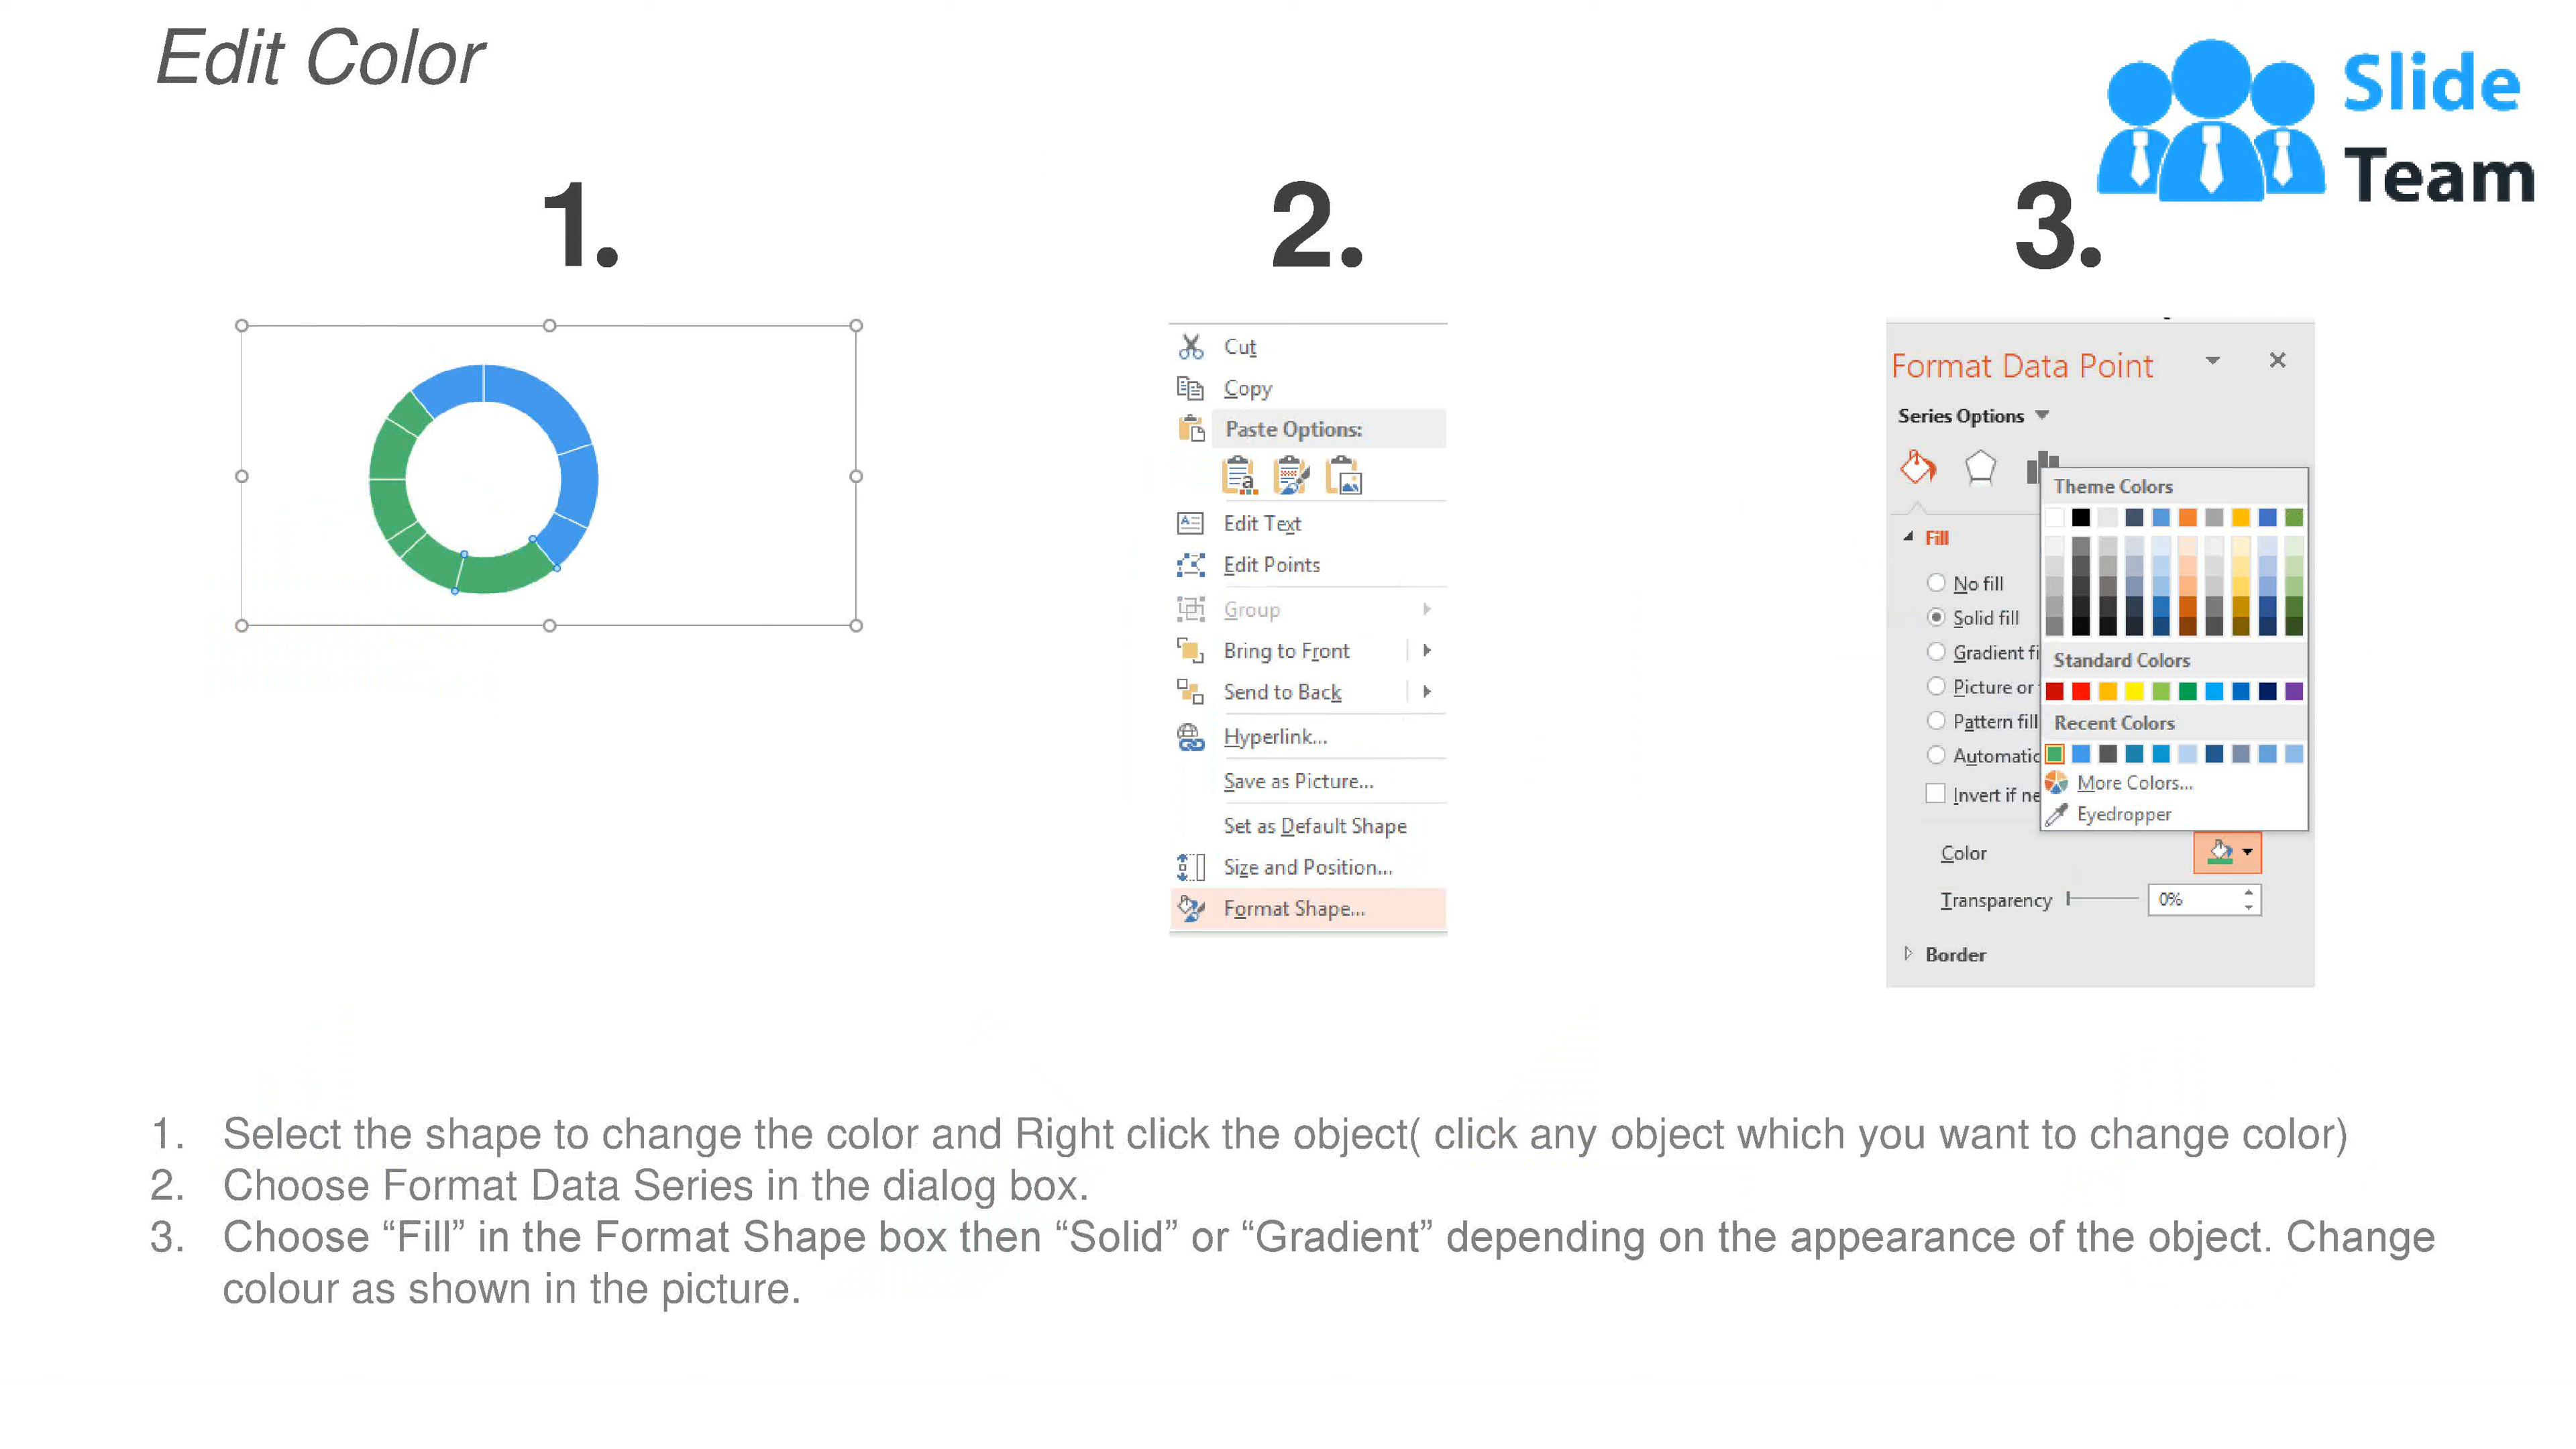 Edit Color
Slide
Team
1.
2.
3.
Cut
Copy
Paste Options:
a
Edit Text
Edit Points
Group
Bring to Front
Send to Back
Hyperlink...
Save as Picture...
Set as Default Shape
Size and Position...
Format Shape...
Format Data Point
Series Options
Fill
No fill
Solid fill
Gradient fi
Picture or
Pattern fill
Automatic
Invert if ne
Theme Colors
Standard Colors
Recent Colors
More Colors...
Eyedropper
Color
Transparency 0%
Border
1. Select the shape to change the color and Right click the object( click any object which you want to change color)
2. Choose Format Data Series in the dialog box.
3. Choose “Fill” in the Format Shape box then “Solid” or “Gradient” depending on the appearance of the object. Change
colour as shown in the picture.